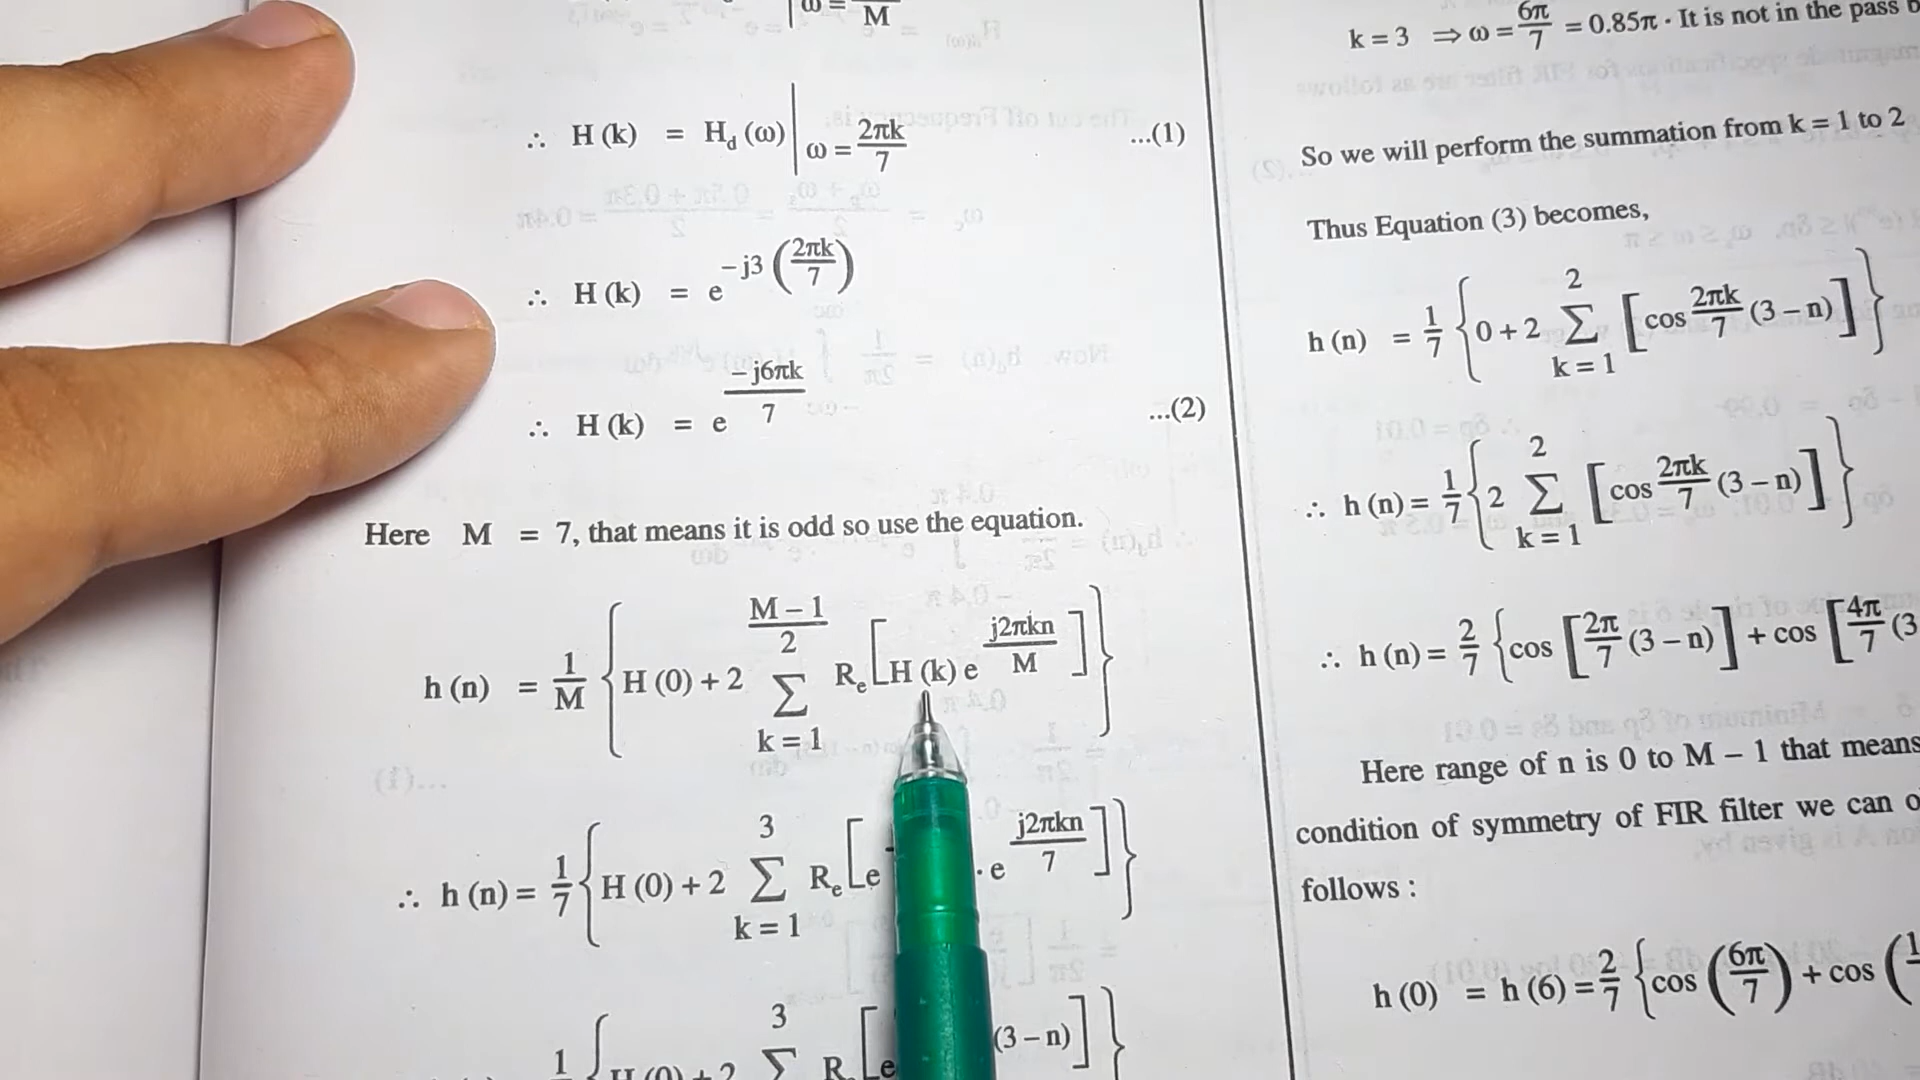 ω = M
∴ H (k) = H_d (ω) | ω = 2πk/7 ...(1)
∴ H (k) = e^{−j3 (2πk/7)}
∴ H (k) = e^{−j6πk/7} ...(2)
Here M = 7, that means it is odd so use the equation.
h (n) = 1/M { H (0) + 2 Σ_{k = 1}^{(M − 1)/2} R_e [ H (k) e^{j2πkn/M} ] }
∴ h (n) = 1/7 { H (0) + 2 Σ_{k = 1}^{3} R_e [ e · e^{j2πkn/7} ] }
1 { H (0) + 2 Σ^{3} R [ e (3 − n) ] }
k = 3 ⇒ ω = 6π/7 = 0.85π · It is not in the pass
So we will perform the summation from k = 1 to 2
Thus Equation (3) becomes,
h (n) = 1/7 { 0 + 2 Σ_{k = 1}^{2} [ cos 2πk/7 (3 − n) ] }
∴ h (n) = 1/7 { 2 Σ_{k = 1}^{2} [ cos 2πk/7 (3 − n) ] }
∴ h (n) = 2/7 { cos [ 2π/7 (3 − n) ] + cos [ 4π/7 (3
Here range of n is 0 to M − 1 that means
condition of symmetry of FIR filter we can
follows :
h (0) = h (6) = 2/7 { cos ( 6π/7 ) + cos (